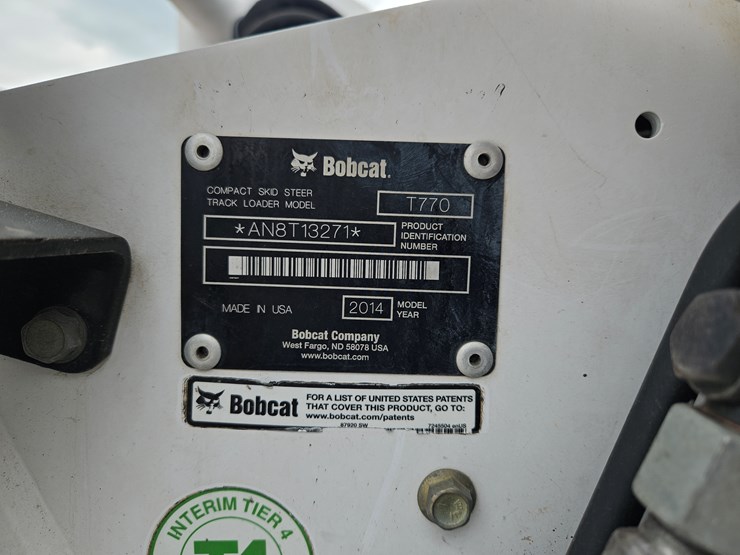 Bobcat.
COMPACT SKID STEER
TRACK LOADER MODEL
T770
*AN8T13271*
PRODUCT
IDENTIFICATION
NUMBER
MADE IN USA
2014
MODEL
YEAR
Bobcat Company
West Fargo, ND 58078 USA
www.bobcat.com
Bobcat
FOR A LIST OF UNITED STATES PATENTS
THAT COVER THIS PRODUCT, GO TO:
www.bobcat.com/patents
INTERIM TIER 4